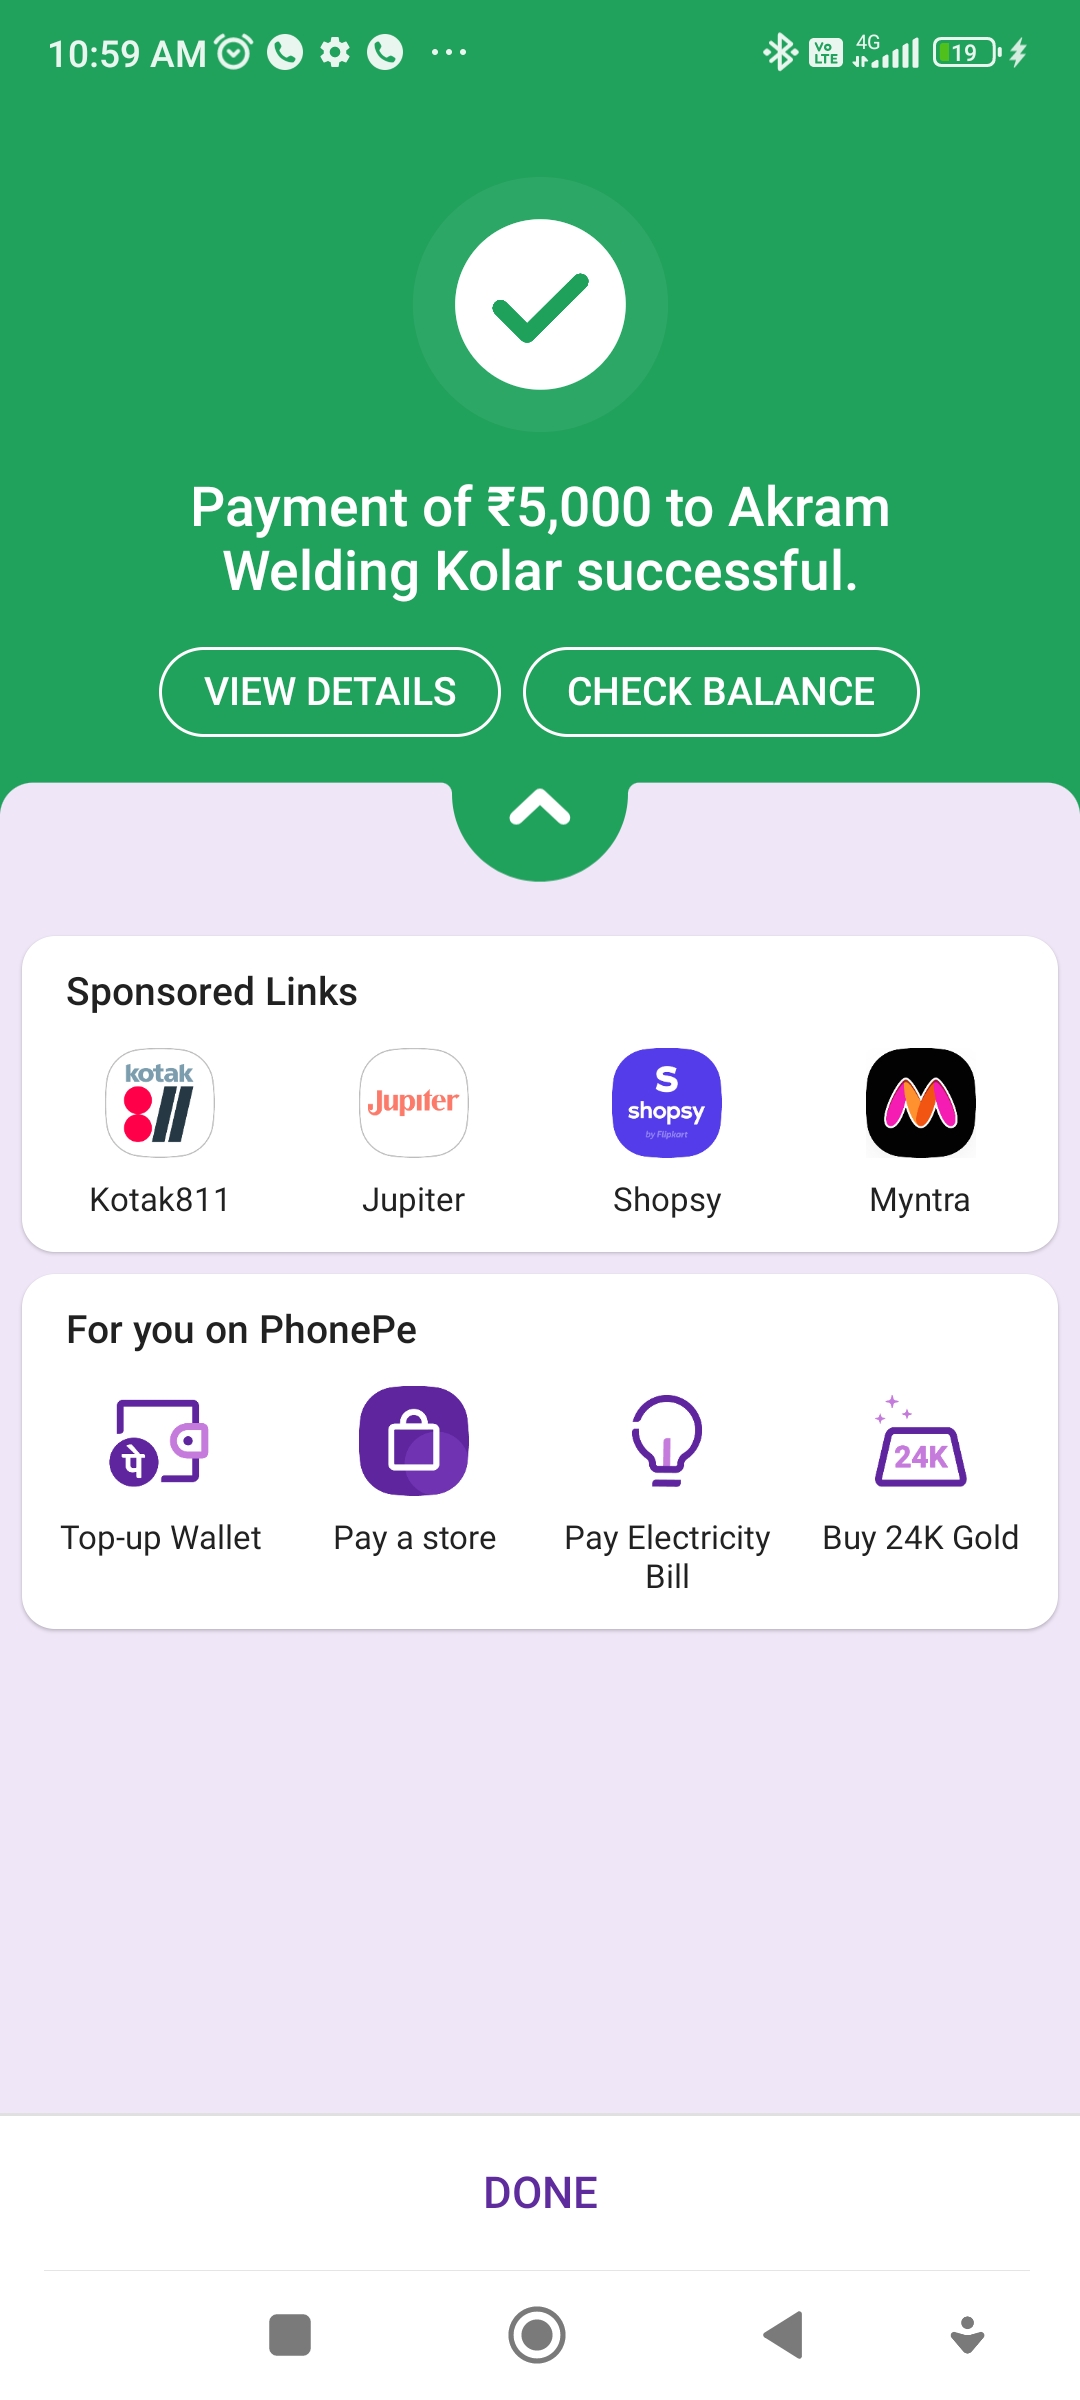 10:59 AM
Vo
LTE
4G
19
Payment of ₹5,000 to Akram
Welding Kolar successful.
VIEW DETAILS
CHECK BALANCE
Sponsored Links
kotak
811
Jupiter
S
shopsy
by Flipkart
Kotak811
Jupiter
Shopsy
Myntra
For you on PhonePe
पे
24K
Top-up Wallet
Pay a store
Pay Electricity
Bill
Buy 24K Gold
DONE